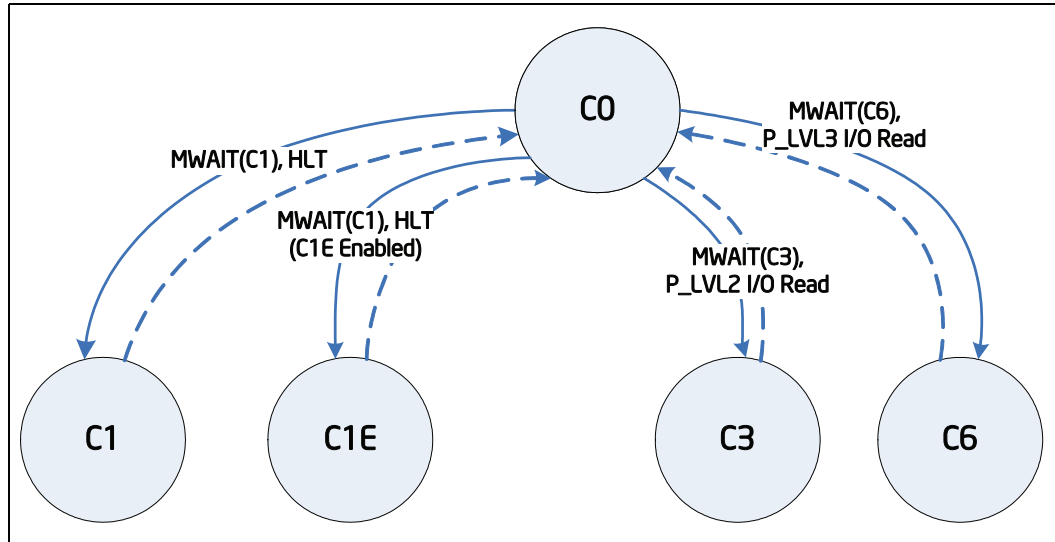 C0
MWAIT(C6),
P_LVL3 I/O Read
MWAIT(C1), HLT
MWAIT(C1), HLT
(C1E Enabled)
MWAIT(C3),
P_LVL2 I/O Read
C1
C1E
C3
C6